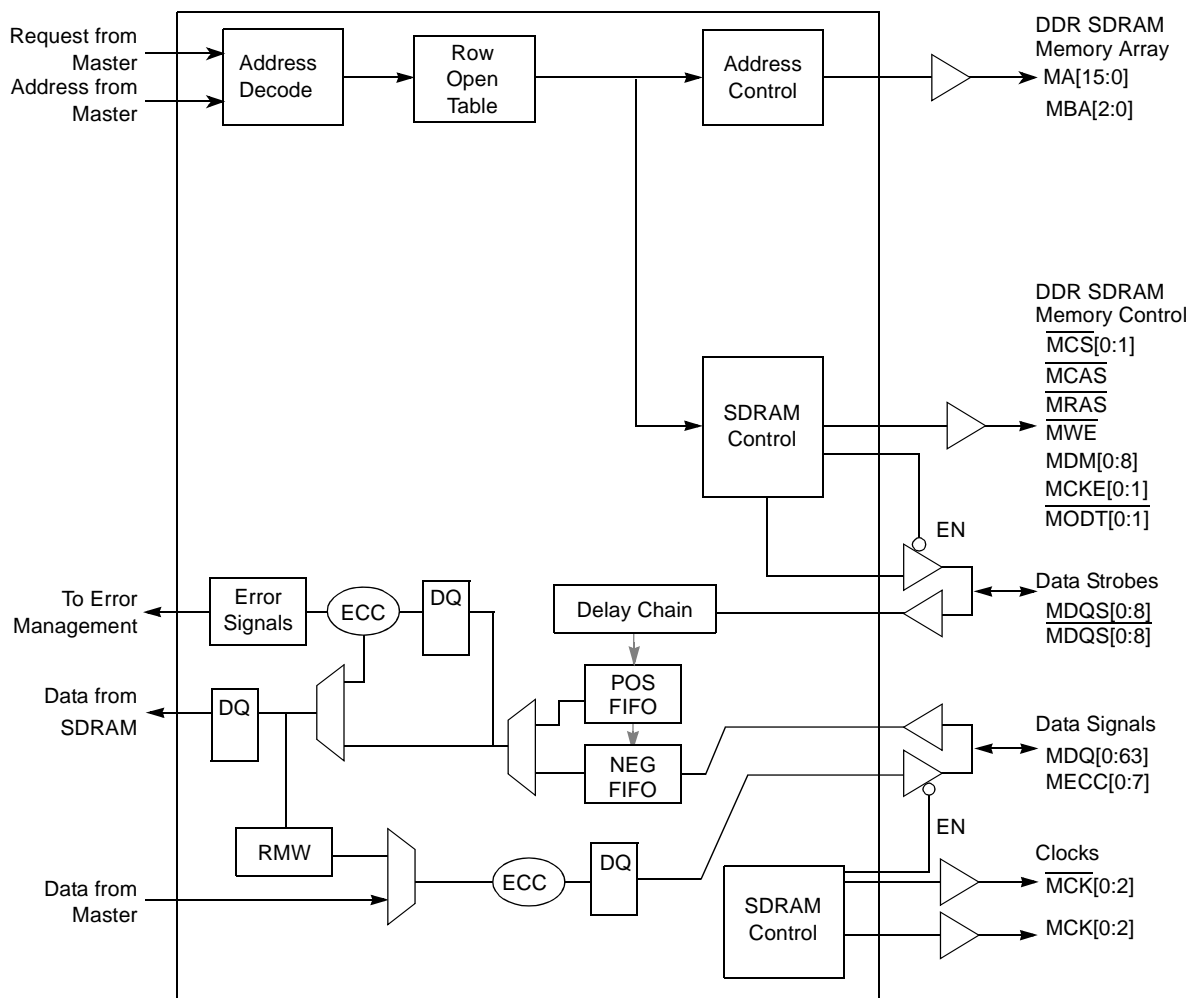 Request from
Master
Address from
Master
Address
Decode
Row
Open
Table
Address
Control
DDR SDRAM
Memory Array
MA[15:0]
MBA[2:0]
DDR SDRAM
Memory Control
MCS[0:1]
MCAS
MRAS
MWE
MDM[0:8]
MCKE[0:1]
MODT[0:1]
SDRAM
Control
EN
Data Strobes
MDQS[0:8]
MDQS[0:8]
To Error
Management
Error
Signals
ECC
DQ
Delay Chain
POS
FIFO
NEG
FIFO
Data from
SDRAM
DQ
Data Signals
MDQ[0:63]
MECC[0:7]
EN
RMW
Data from
Master
ECC
DQ
SDRAM
Control
Clocks
MCK[0:2]
MCK[0:2]